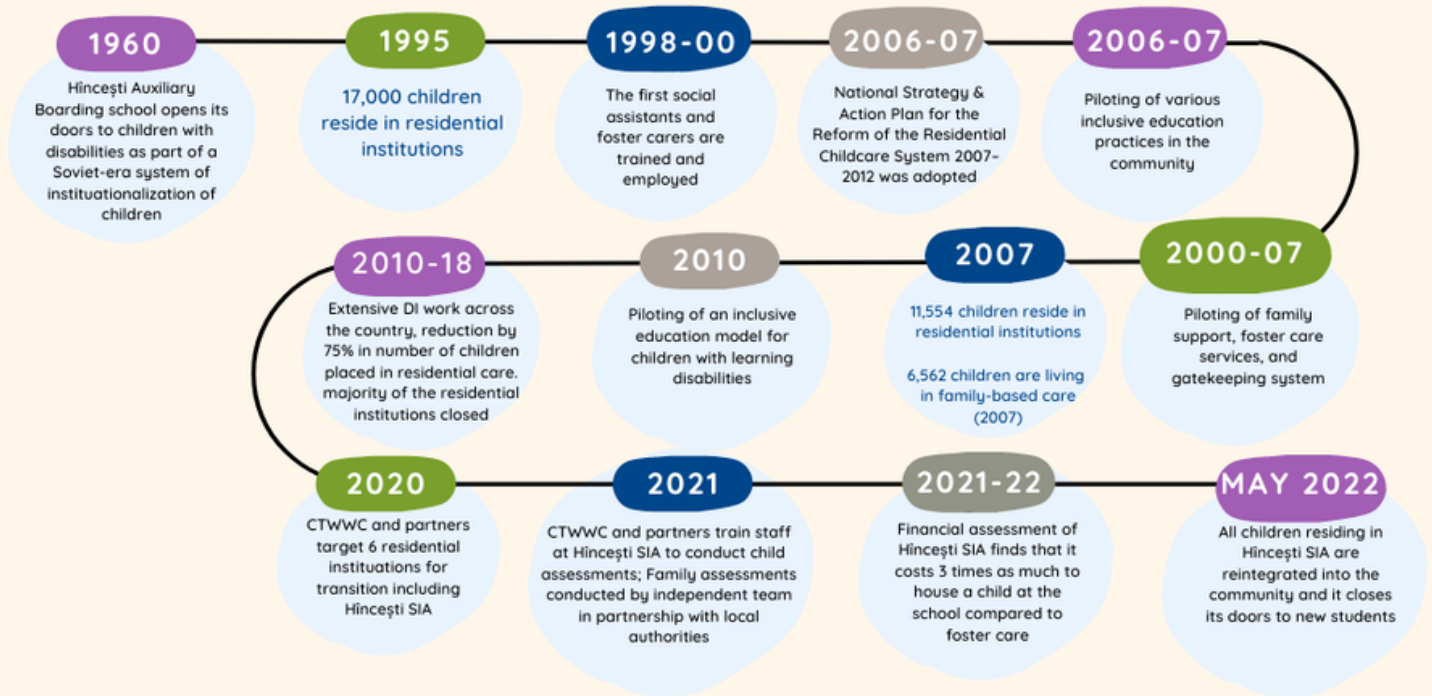 1960
Hîncești Auxiliary
Boarding school opens its
doors to children with
disabilities as part of a
Soviet-era system of
instituationalization of
children
1995
17,000 children
reside in residential
institutions
1998-00
The first social
assistants and
foster carers are
trained and
employed
2006-07
National Strategy &
Action Plan for the
Reform of the Residential
Childcare System 2007–
2012 was adopted
2006-07
Piloting of various
inclusive education
practices in the
community
2000-07
Piloting of family
support, foster care
services, and
gatekeeping system
2007
11,554 children reside in
residential institutions
6,562 children are living
in family-based care
(2007)
2010
Piloting of an inclusive
education model for
children with learning
disabilities
2010-18
Extensive DI work across
the country, reduction by
75% in number of children
placed in residential care.
majority of the residential
institutions closed
2020
CTWWC and partners
target 6 residential
instituations for
transition including
Hîncești SIA
2021
CTWWC and partners train staff
at Hîncești SIA to conduct child
assessments; Family assessments
conducted by independent team
in partnership with local
authorities
2021-22
Financial assessment of
Hîncești SIA finds that it
costs 3 times as much to
house a child at the
school compared to
foster care
MAY 2022
All children residing in
Hîncești SIA are
reintegrated into the
community and it closes
its doors to new students